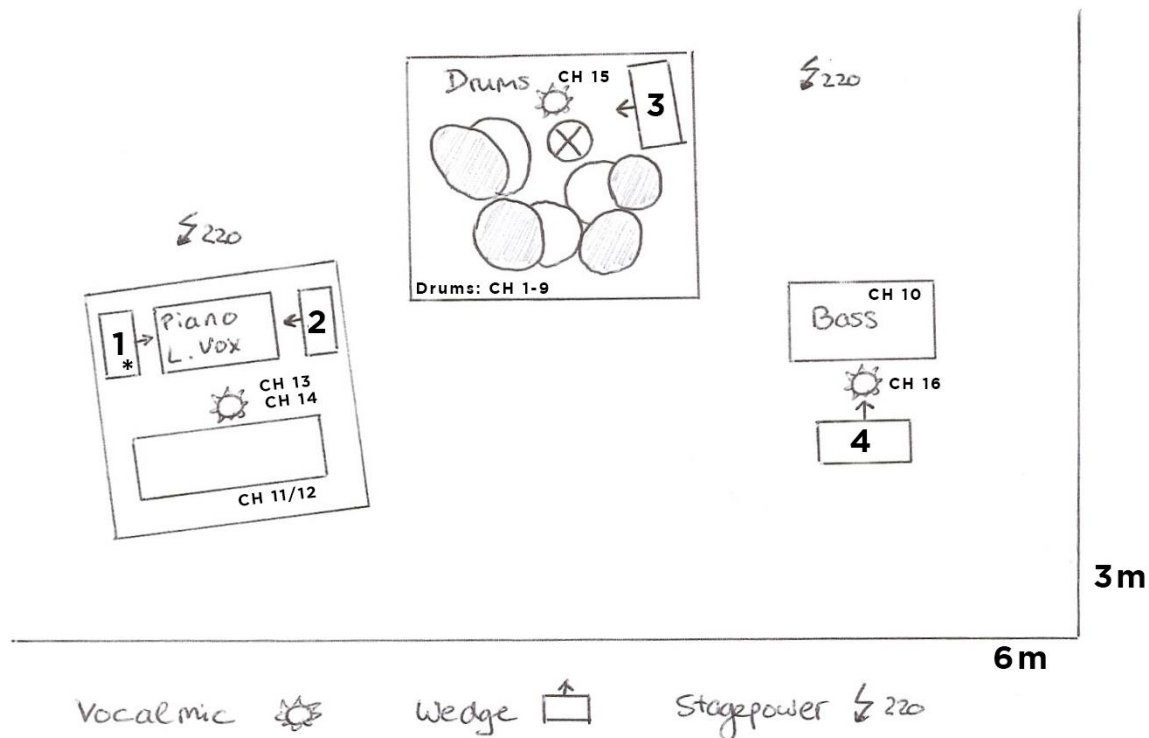 Drums CH 15
3
220
Drums: CH 1-9
220
1
*
Piano
L. Vox
2
CH 13
CH 14
CH 11/12
CH 10
Bass
CH 16
4
3m
6m
Vocalmic
Wedge
Stagepower 220